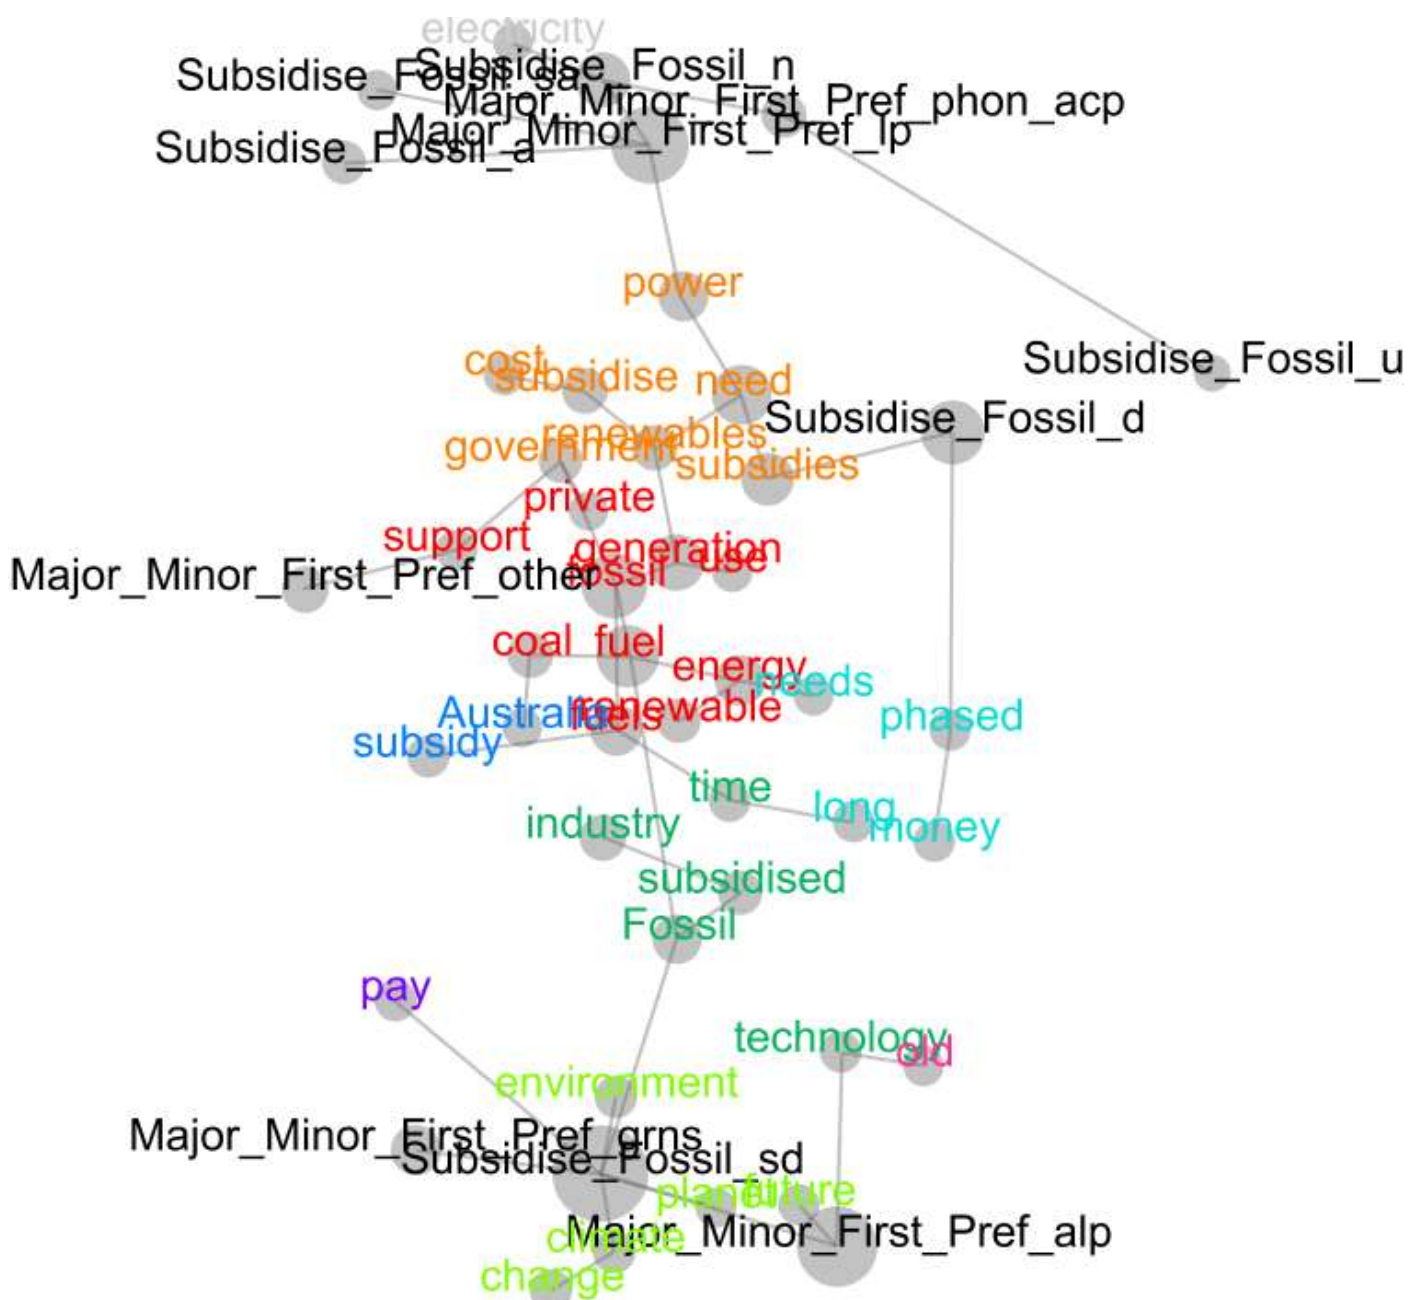 electricity
Subsidise_Fossil_n
Subsidise_Fossil_sa
Major_Minor_First_Pref_phon_acp
Major_Minor_First_Pref_lp
Subsidise_Fossil_a
power
cost
subsidise
need
Subsidise_Fossil_u
Subsidise_Fossil_d
renewables
government
subsidies
private
support
generation
use
fossil
Major_Minor_First_Pref_other
coal
fuel
energy
needs
Australia
fuels
renewable
phased
subsidy
time
long
industry
money
subsidised
Fossil
pay
technology
old
environment
Major_Minor_First_Pref_grns
Subsidise_Fossil_sd
planet
future
Major_Minor_First_Pref_alp
climate
change